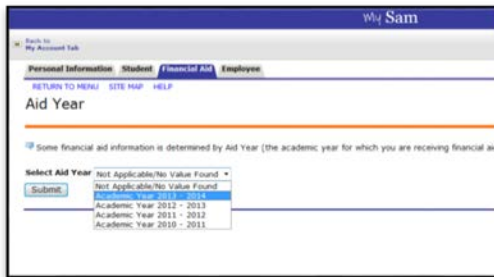 My Sam
Back to
My Account Tab
Personal Information Student Financial Aid Employee
RETURN TO MENU SITE MAP HELP
Aid Year
Some financial aid information is determined by Aid Year (the academic year for which you are receiving financial ai
Select Aid Year Not Applicable/No Value Found
Not Applicable/No Value Found
Academic Year 2013 - 2014
Academic Year 2012 - 2013
Academic Year 2011 - 2012
Academic Year 2010 - 2011
Submit